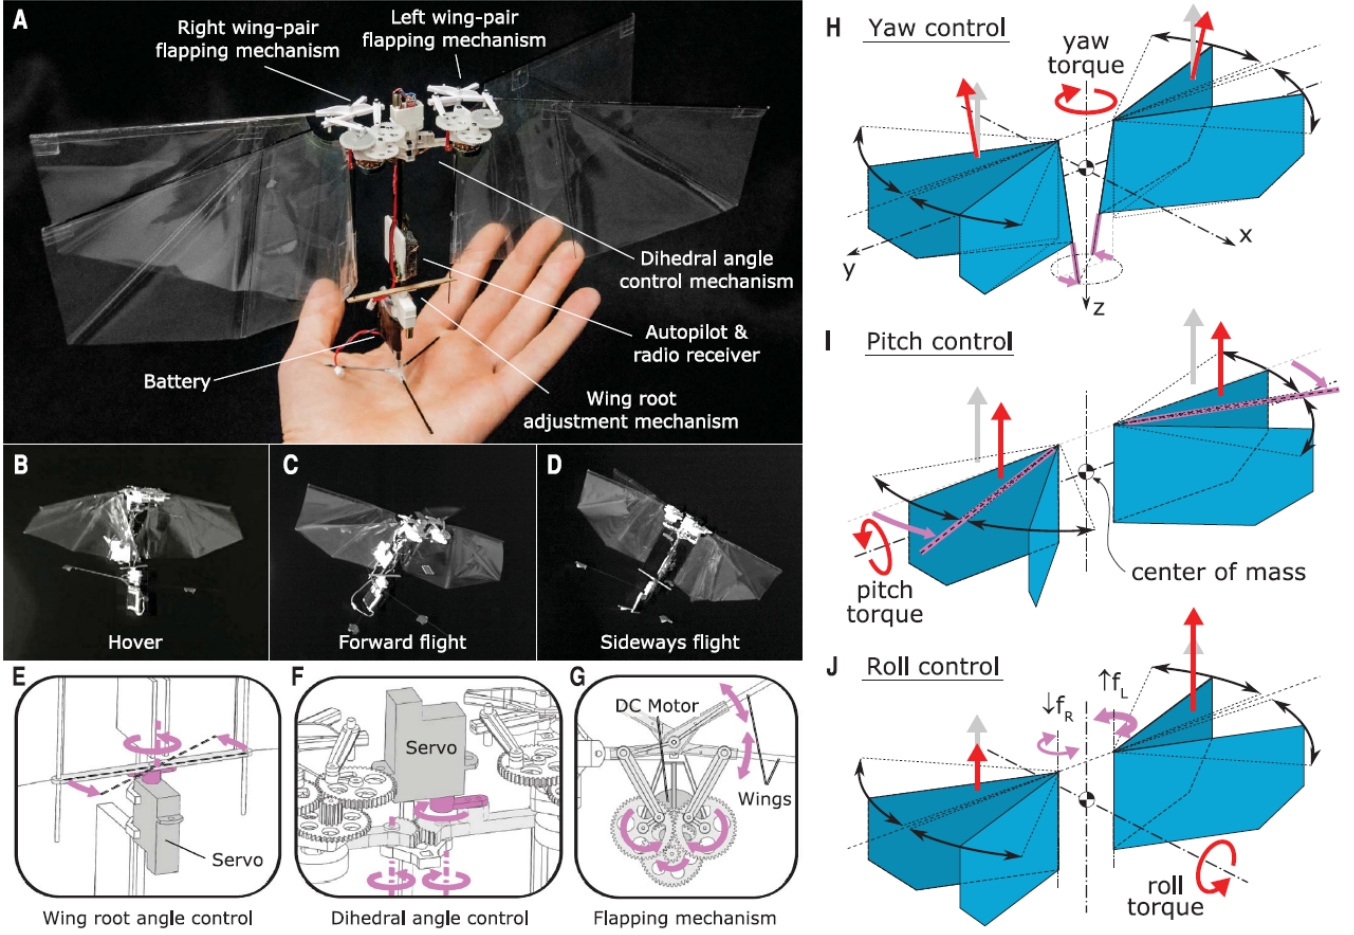 A
Right wing-pair
flapping mechanism
Left wing-pair
flapping mechanism
Dihedral angle
control mechanism
Autopilot &
radio receiver
Battery
Wing root
adjustment mechanism
B
Hover
C
Forward flight
D
Sideways flight
E
Servo
Wing root angle control
F
Servo
Dihedral angle control
G
DC Motor
Wings
Flapping mechanism
H Yaw control
yaw
torque
x
y
z
I Pitch control
pitch
torque
center of mass
J Roll control
↓fR
↑fL
roll
torque